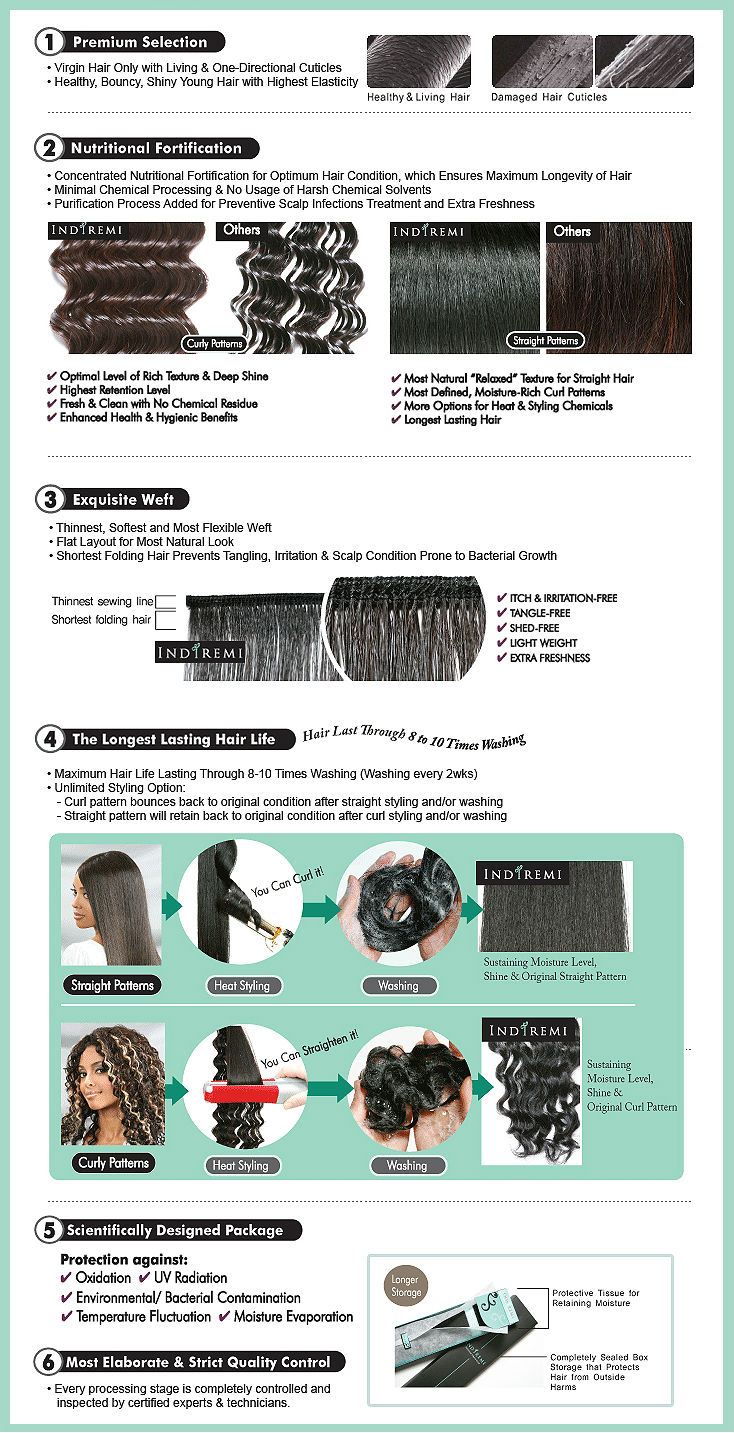 1 Premium Selection
• Virgin Hair Only with Living & One-Directional Cuticles
• Healthy, Bouncy, Shiny Young Hair with Highest Elasticity
Healthy & Living Hair
Damaged Hair Cuticles
2 Nutritional Fortification
• Concentrated Nutritional Fortification for Optimum Hair Condition, which Ensures Maximum Longevity of Hair
• Minimal Chemical Processing & No Usage of Harsh Chemical Solvents
• Purification Process Added for Preventive Scalp Infections Treatment and Extra Freshness
INDIREMI
Others
Curly Patterns
INDIREMI
Others
Straight Patterns
✔ Optimal Level of Rich Texture & Deep Shine
✔ Highest Retention Level
✔ Fresh & Clean with No Chemical Residue
✔ Enhanced Health & Hygienic Benefits
✔ Most Natural “Relaxed” Texture for Straight Hair
✔ Most Defined, Moisture-Rich Curl Patterns
✔ More Options for Heat & Styling Chemicals
✔ Longest Lasting Hair
3 Exquisite Weft
• Thinnest, Softest and Most Flexible Weft
• Flat Layout for Most Natural Look
• Shortest Folding Hair Prevents Tangling, Irritation & Scalp Condition Prone to Bacterial Growth
Thinnest sewing line
Shortest folding hair
INDIREMI
✔ ITCH & IRRITATION-FREE
✔ TANGLE-FREE
✔ SHED-FREE
✔ LIGHT WEIGHT
✔ EXTRA FRESHNESS
4 The Longest Lasting Hair Life
Hair Last Through 8 to 10 Times Washing
• Maximum Hair Life Lasting Through 8-10 Times Washing (Washing every 2wks)
• Unlimited Styling Option:
- Curl pattern bounces back to original condition after straight styling and/or washing
- Straight pattern will retain back to original condition after curl styling and/or washing
Straight Patterns
You Can Curl it!
Heat Styling
Washing
INDIREMI
Sustaining Moisture Level,
Shine & Original Straight Pattern
Curly Patterns
You Can Straighten it!
Heat Styling
Washing
INDIREMI
Sustaining
Moisture Level,
Shine &
Original Curl Pattern
5 Scientifically Designed Package
Protection against:
✔ Oxidation ✔ UV Radiation
✔ Environmental/ Bacterial Contamination
✔ Temperature Fluctuation ✔ Moisture Evaporation
Longer
Storage
INDIREMI
Protective Tissue for
Retaining Moisture
Completely Sealed Box
Storage that Protects
Hair from Outside
Harms
6 Most Elaborate & Strict Quality Control
• Every processing stage is completely controlled and
inspected by certified experts & technicians.